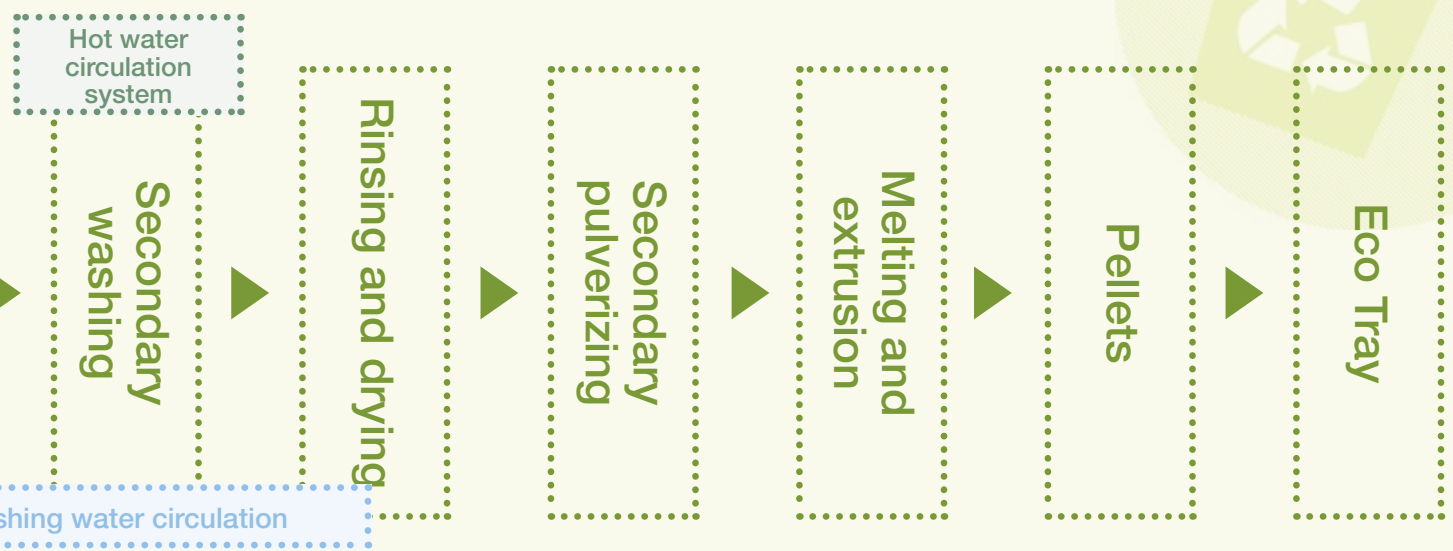 Hot water
circulation
system
Secondary
washing
Rinsing and drying
Secondary
pulverizing
Melting and
extrusion
Pellets
Eco Tray
shing water circulation